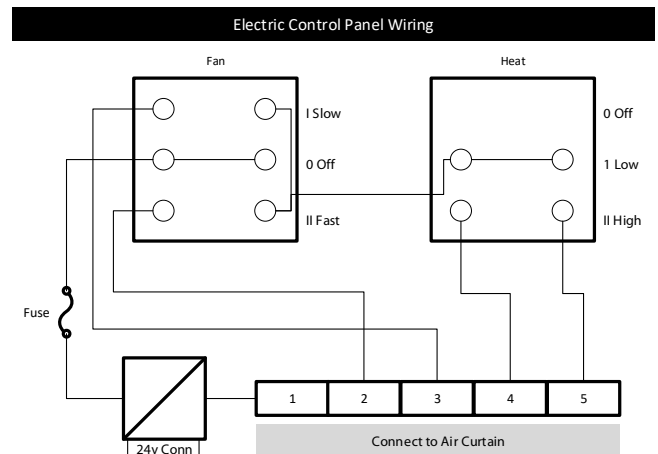 Electric Control Panel Wiring
Fan
Heat
I Slow
0 Off
II Fast
0 Off
1 Low
II High
Fuse
1
2
3
4
5
24v Conn
Connect to Air Curtain